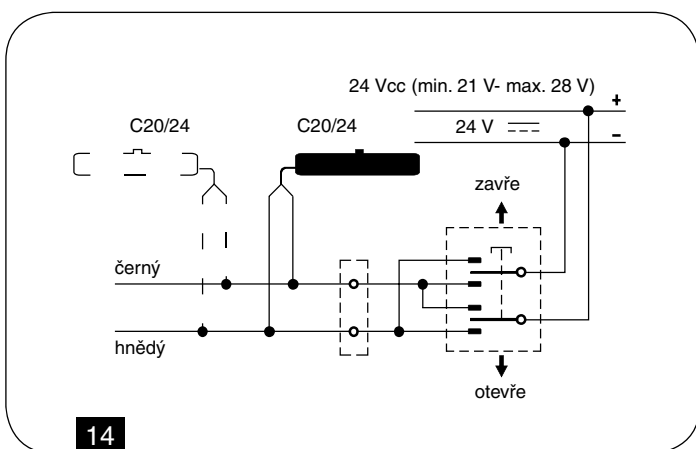 24 Vcc (min. 21 V- max. 28 V)
+
C20/24
C20/24
24 V
–
zavře
černý
hnědý
otevře
14